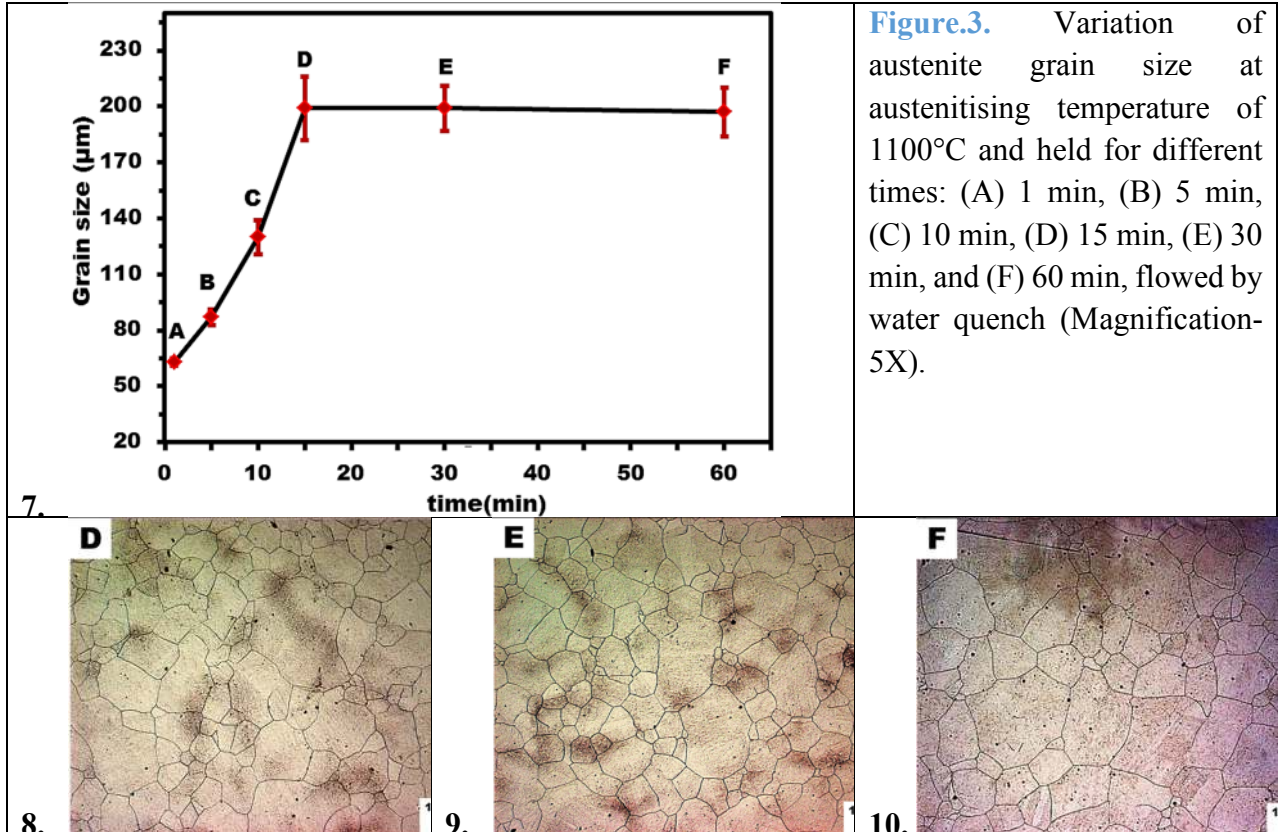 230
200
170
140
110
80
50
20
Grain size (µm)
A
B
C
D
E
F
0
10
20
30
40
50
60
time(min)
7.
Figure.3. Variation of
austenite grain size at
austenitising temperature of
1100°C and held for different
times: (A) 1 min, (B) 5 min,
(C) 10 min, (D) 15 min, (E) 30
min, and (F) 60 min, flowed by
water quench (Magnification-
5X).
D
8.
E
9.
F
10.